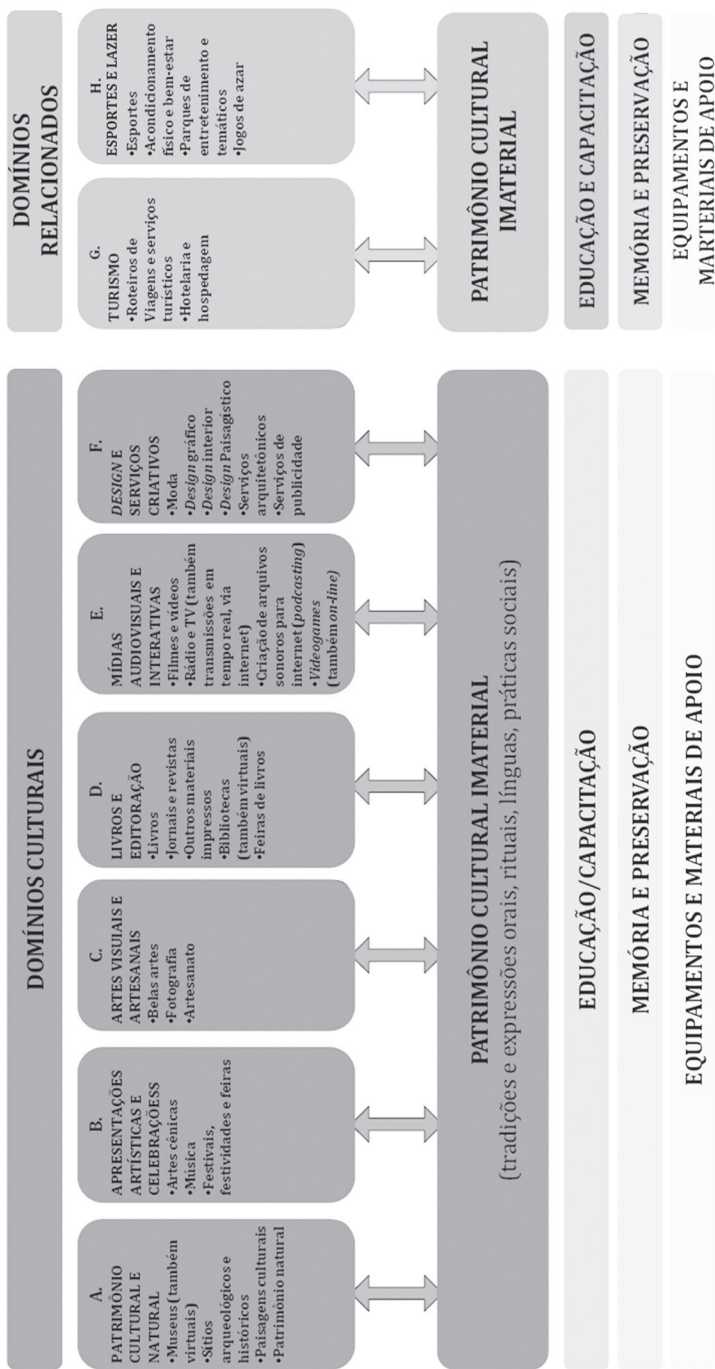 DOMÍNIOS CULTURAIS
A.
PATRIMÔNIO
CULTURAL E
NATURAL
•Museus (também
virtuais)
•Sítios
arqueológicos e
históricos
•Paisagens culturais
•Patrimônio natural
B.
APRESENTAÇÕES
ARTÍSTICAS E
CELEBRAÇÕESS
•Artes cênicas
•Música
•Festivais,
festividades e feiras
C.
ARTES VISUAIS E
ARTESANAIS
•Belas artes
•Fotografia
•Artesanato
D.
LIVROS E
EDITORAÇÃO
•Livros
•Jornais e revistas
•Outros materiais
impressos
•Bibliotecas
(também virtuais)
•Feiras de livros
E.
MÍDIAS
AUDIOVISUAIS E
INTERATIVAS
•Filmes e vídeos
•Rádio e TV (também
transmissões em
tempo real, via
internet)
•Criação de arquivos
sonoros para
internet (podcasting)
•Videogames
(também on-line)
F.
DESIGN E
SERVIÇOS
CRIATIVOS
•Moda
•Design gráfico
•Design interior
•Design Paisagístico
•Serviços
arquitetônicos
•Serviços de
publicidade
PATRIMÔNIO CULTURAL IMATERIAL
(tradições e expressões orais, rituais, línguas, práticas sociais)
EDUCAÇÃO/CAPACITAÇÃO
MEMÓRIA E PRESERVAÇÃO
EQUIPAMENTOS E MATERIAIS DE APOIO
DOMÍNIOS
RELACIONADOS
G.
TURISMO
•Roteiros de
Viagens e serviços
turísticos
•Hotelaria e
hospedagem
H.
ESPORTES E LAZER
•Esportes
•Acondicionamento
físico e bem-estar
•Parques de
entretenimento e
temáticos
•Jogos de azar
PATRIMÔNIO CULTURAL
IMATERIAL
EDUCAÇÃO E CAPACITAÇÃO
MEMÓRIA E PRESERVAÇÃO
EQUIPAMENTOS E
MARTERIAIS DE APOIO